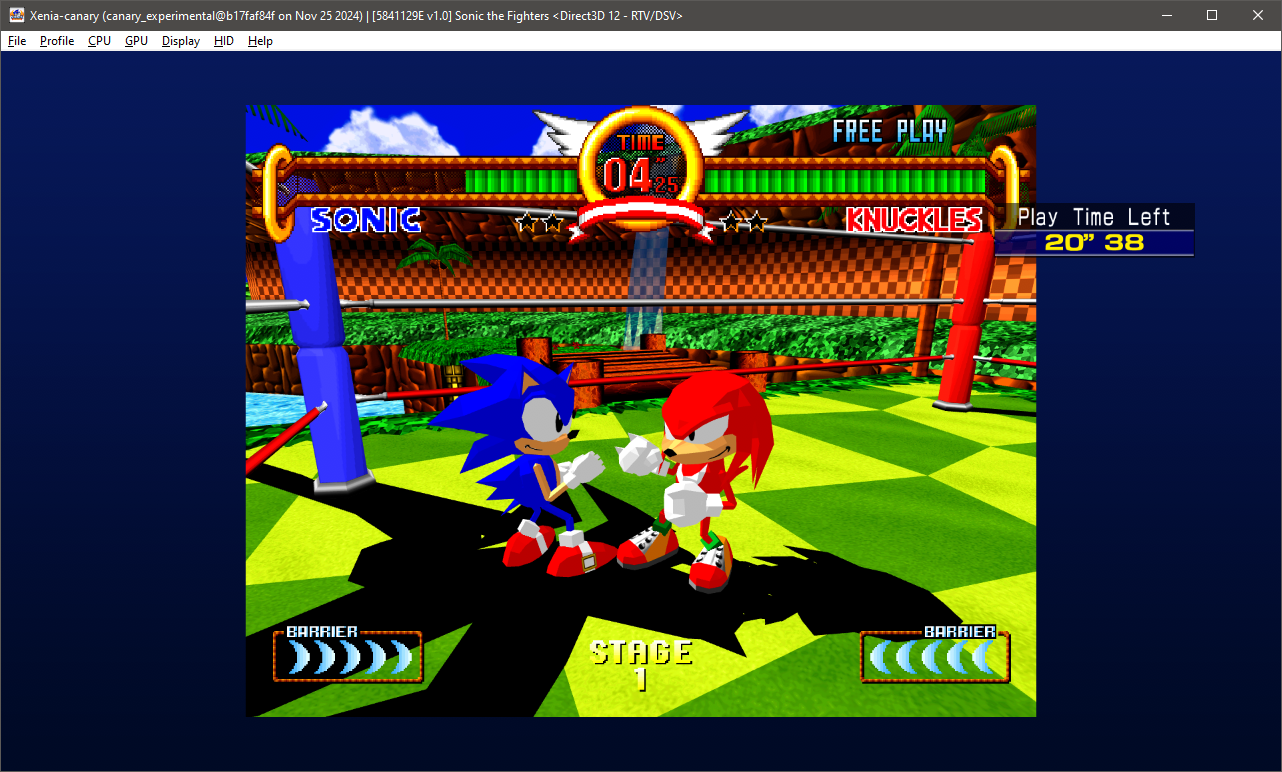 Xenia-canary (canary_experimental@b17faf84f on Nov 25 2024) | [5841129E v1.0] Sonic the Fighters <Direct3D 12 - RTV/DSV>
File Profile CPU GPU Display HID Help
FREE PLAY
TIME
04"25
SONIC
KNUCKLES
Play Time Left
20" 38
BARRIER
BARRIER
STAGE
1